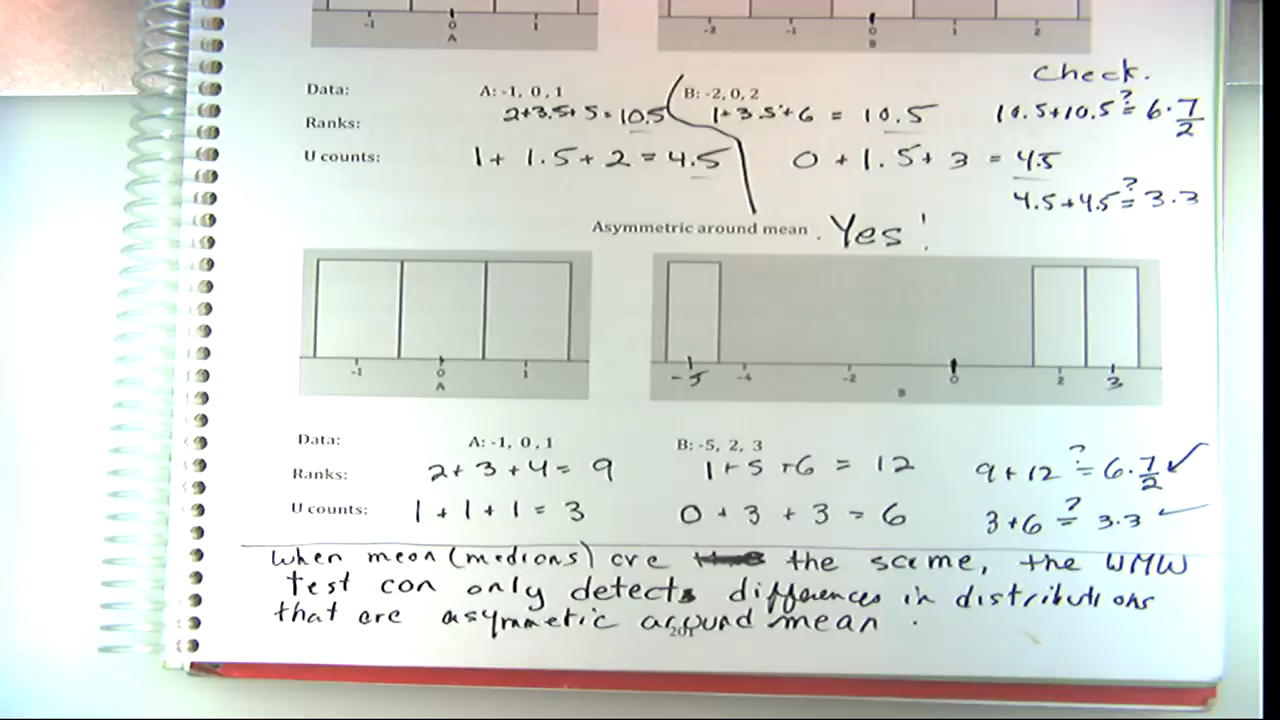 -1 0 1 -2 -1 0 1 2
A B
check.
Data: A: -1, 0, 1 B: -2, 0, 2
Ranks: 2+3.5+5=10.5 1+3.5+6 = 10.5 10.5+10.5 ?= 6·7/2
U counts: 1+ 1.5+2 = 4.5 0 + 1.5+ 3 = 4.5
4.5+4.5 ?= 3·3
Asymmetric around mean . Yes!
-1 0 1 -5 -4 -2 0 2 3
A B
Data: A: -1, 0, 1 B: -5, 2, 3
Ranks: 2+3+4= 9 1+5+6 = 12 9+12 ?= 6·7/2 ✓
U counts: 1+1+1 = 3 0 + 3 + 3 = 6 3+6 ?= 3·3 ✓
When mean (medians) are the same, the WMW
test can only detect differences in distributions
that are asymmetic around mean .
201